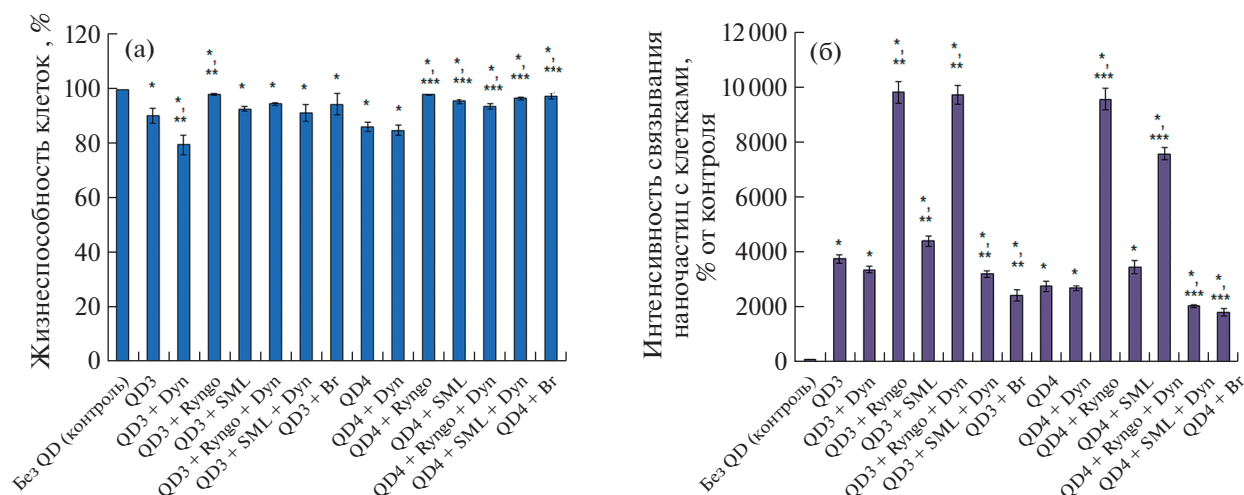 (а)
Жизнеспособность клеток , %
120
100
80
60
40
20
0
*
*,
**
*,
**
*
*
*
*
*
*
*,
***
*,
***
*,
***
*,
***
*,
***
Без QD (контроль)
QD3
QD3 + Dyn
QD3 + Ryngo
QD3 + SML
QD3 + Ryngo + Dyn
QD3 + SML + Dyn
QD3 + Br
QD4
QD4 + Dyn
QD4 + Ryngo
QD4 + SML
QD4 + Ryngo + Dyn
QD4 + SML + Dyn
QD4 + Br
(б)
Интенсивность связывания
наночастиц с клетками,
% от контроля
12 000
10 000
8000
6000
4000
2000
0
*
*
*,
**
*,
**
*,
**
*,
**
*,
**
*
*
*,
***
*
*,
***
*,
***
*,
***
Без QD (контроль)
QD3
QD3 + Dyn
QD3 + Ryngo
QD3 + SML
QD3 + Ryngo + Dyn
QD3 + SML + Dyn
QD3 + Br
QD4
QD4 + Dyn
QD4 + Ryngo
QD4 + SML
QD4 + Ryngo + Dyn
QD4 + SML + Dyn
QD4 + Br